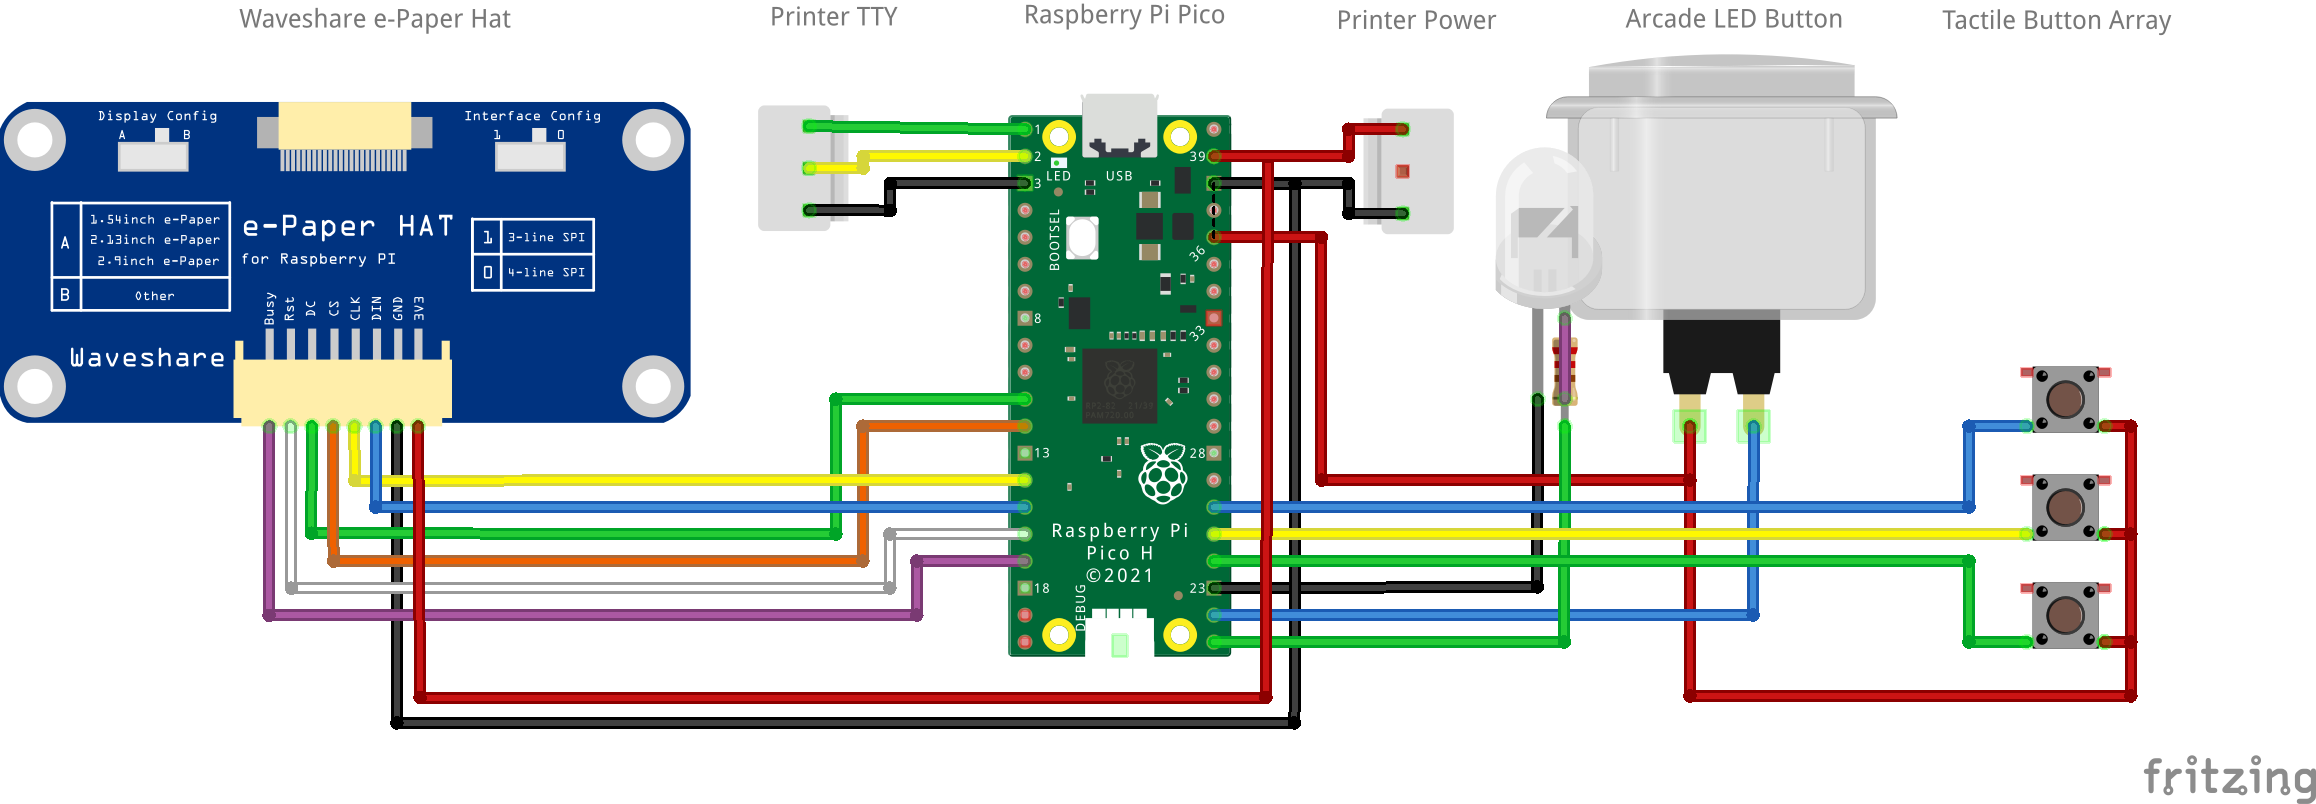 Waveshare e-Paper Hat
Printer TTY
Raspberry Pi Pico
Printer Power
Arcade LED Button
Tactile Button Array
Display Config
A B
Interface Config
1 0
A
1.54inch e-Paper
2.13inch e-Paper
2.9inch e-Paper
B
Other
e-Paper HAT
for Raspberry PI
1 3-line SPI
0 4-line SPI
Busy
Rst
DC
CS
CLK
DIN
GND
3V3
Waveshare
1
2
3
8
13
18
LED
USB
BOOTSEL
39
36
33
28
23
Raspberry Pi
Pico H
©2021
DEBUG
fritzing